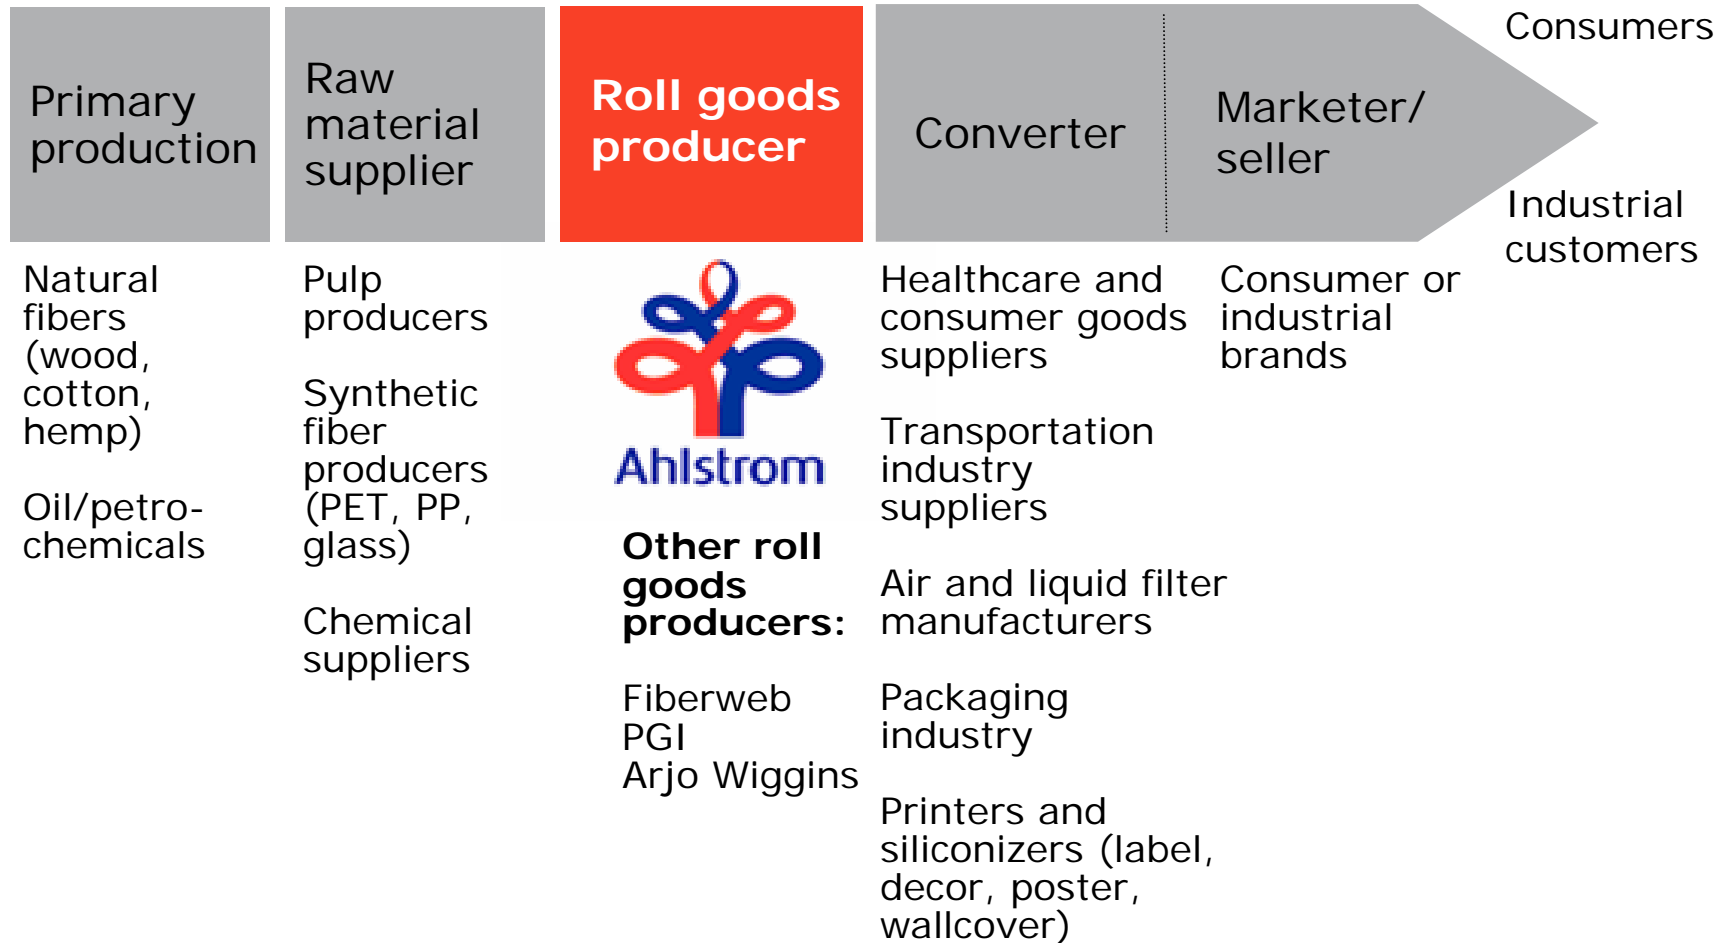 Primary
production
Raw
material
supplier
Roll goods
producer
Converter
Marketer/
seller
Consumers
Industrial
customers
Natural
fibers
(wood,
cotton,
hemp)
Oil/petro-
chemicals
Pulp
producers
Synthetic
fiber
producers
(PET, PP,
glass)
Chemical
suppliers
Ahlstrom
Other roll
goods
producers:
Fiberweb
PGI
Arjo Wiggins
Healthcare and
consumer goods
suppliers
Transportation
industry
suppliers
Air and liquid filter
manufacturers
Packaging
industry
Printers and
siliconizers (label,
decor, poster,
wallcover)
Consumer or
industrial
brands